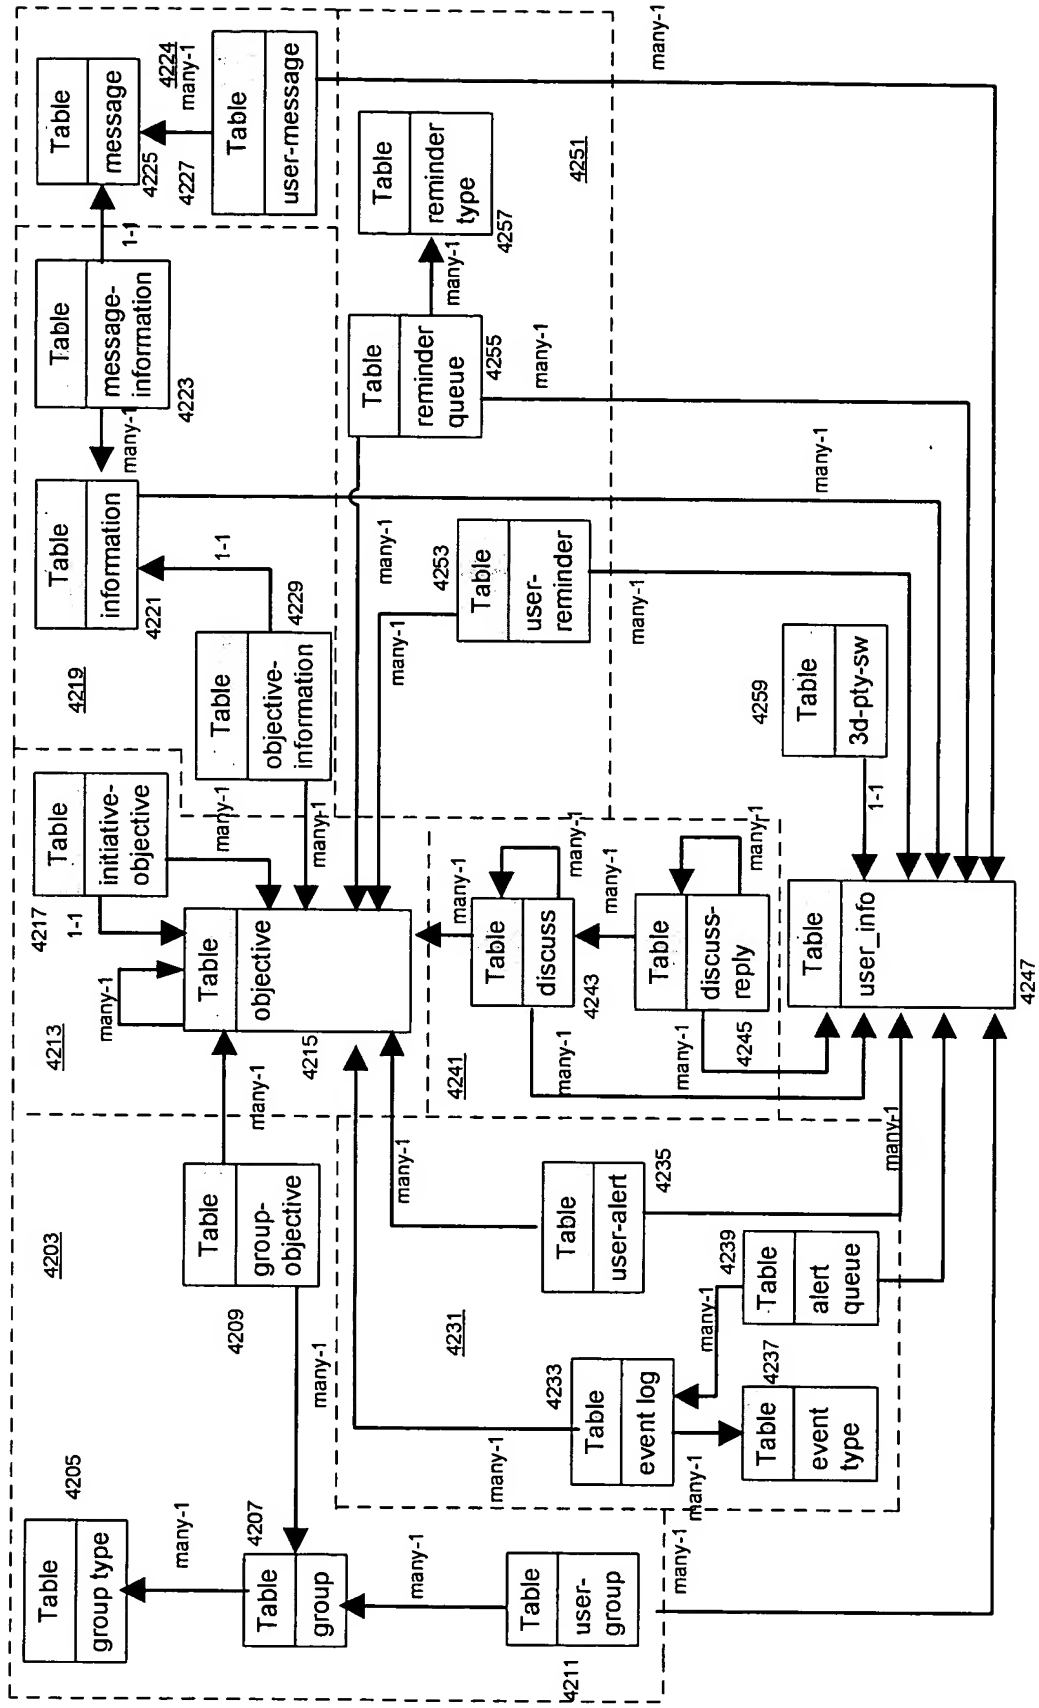 Table
group type
4205
many-1
Table
group
4207
many-1
Table
user-
group
4211
many-1
4203
many-1
Table
group-
objective
4209
many-1
4231
Table
event log
4233
many-1
many-1
Table
event
type
4237
many-1
Table
alert
queue
4239
Table
user-alert
4235
many-1
many-1
4213
many-1
4217
1-1
Table
initiative-
objective
many-1
Table
objective
4215
4241
many-1
Table
discuss
4243
many-1
many-1
many-1
Table
discuss-
reply
4245
many-1
many-1
Table
user_info
4247
1-1
Table
3d-pty-sw
4259
4219
Table
information
4221
1-1
Table
objective-
information
4229
many-1
many-1
Table
message-
information
4223
1-1
many-1
Table
message
4225
4224
many-1
4227
Table
user-message
many-1
4251
many-1
Table
user-
reminder
4253
many-1
many-1
Table
reminder
queue
4255
many-1
many-1
Table
reminder
type
4257